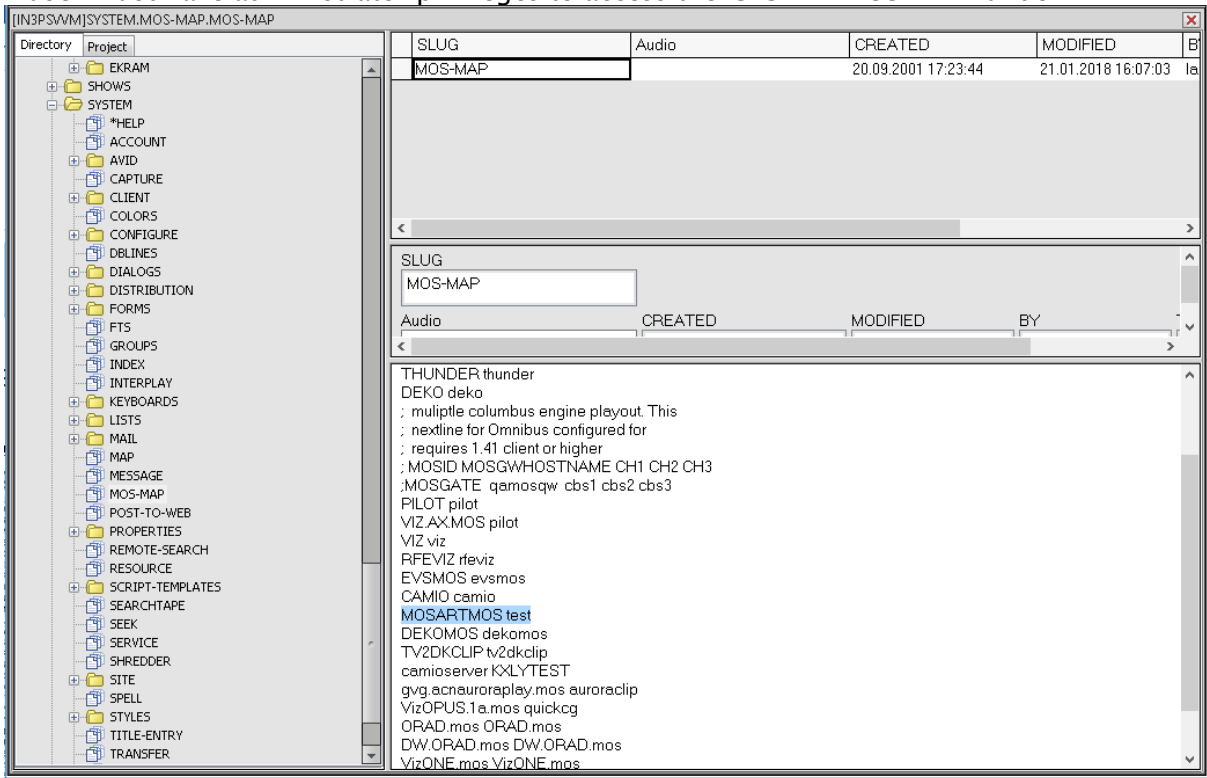 [IN3PSVVM]SYSTEM.MOS-MAP.MOS-MAP
Directory Project
EKRAM
SHOWS
SYSTEM
*HELP
ACCOUNT
AVID
CAPTURE
CLIENT
COLORS
CONFIGURE
DBLINES
DIALOGS
DISTRIBUTION
FORMS
FTS
GROUPS
INDEX
INTERPLAY
KEYBOARDS
LISTS
MAIL
MAP
MESSAGE
MOS-MAP
POST-TO-WEB
PROPERTIES
REMOTE-SEARCH
RESOURCE
SCRIPT-TEMPLATES
SEARCHTAPE
SEEK
SERVICE
SHREDDER
SITE
SPELL
STYLES
TITLE-ENTRY
TRANSFER
SLUG Audio CREATED MODIFIED
MOS-MAP 20.09.2001 17:23:44 21.01.2018 16:07:03 la
SLUG
MOS-MAP
Audio CREATED MODIFIED BY
THUNDER thunder
DEKO deko
; muliptle columbus engine playout. This
; nextline for Omnibus configured for
; requires 1.41 client or higher
; MOSID MOSGWHOSTNAME CH1 CH2 CH3
;MOSGATE qamosqw cbs1 cbs2 cbs3
PILOT pilot
VIZ.AX.MOS pilot
VIZ viz
RFEVIZ rfeviz
EVSMOS evsmos
CAMIO camio
MOSARTMOS test
DEKOMOS dekomos
TV2DKCLIP tv2dkclip
camioserver KXLYTEST
gvg.acnauroraplay.mos auroraclip
VizOPUS.1a.mos quickcg
ORAD.mos ORAD.mos
DW.ORAD.mos DW.ORAD.mos
VizONE.mos VizONE.mos